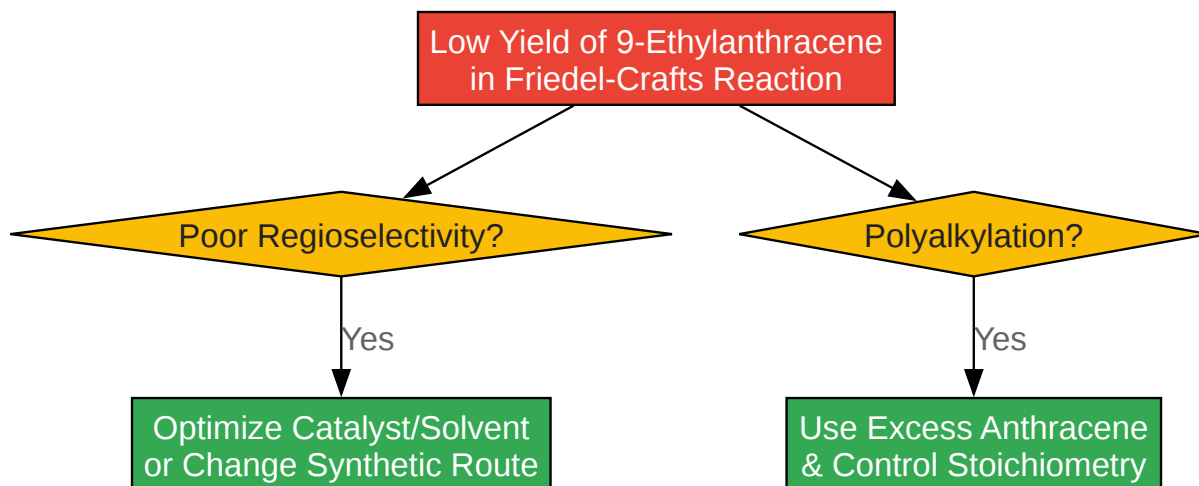 Low Yield of 9-Ethylanthracene
in Friedel-Crafts Reaction
Poor Regioselectivity?
Polyalkylation?
Yes
Yes
Optimize Catalyst/Solvent
or Change Synthetic Route
Use Excess Anthracene
& Control Stoichiometry